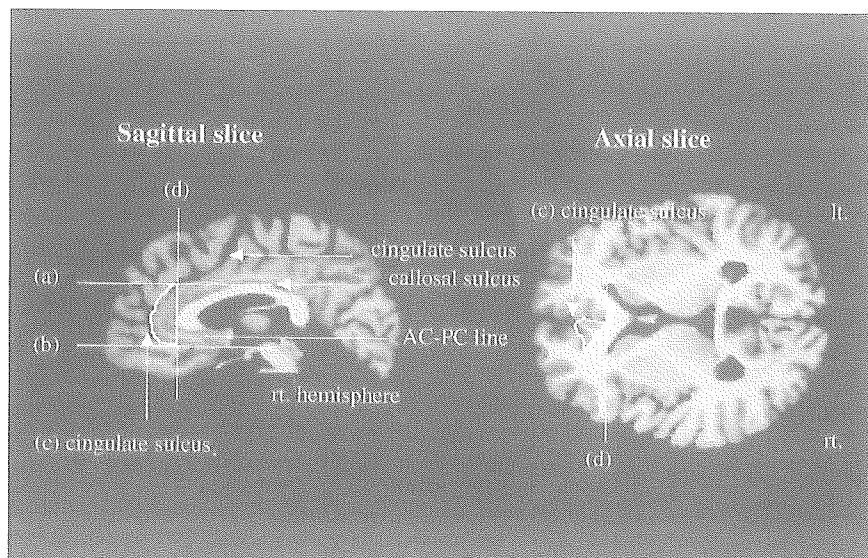 Sagittal slice
(d)
cingulate sulcus
callosal sulcus
(a)
(b)
AC-PC line
rt. hemisphere
(c) cingulate sulcus
Axial slice
(c) cingulate sulcus
lt.
rt.
(d)